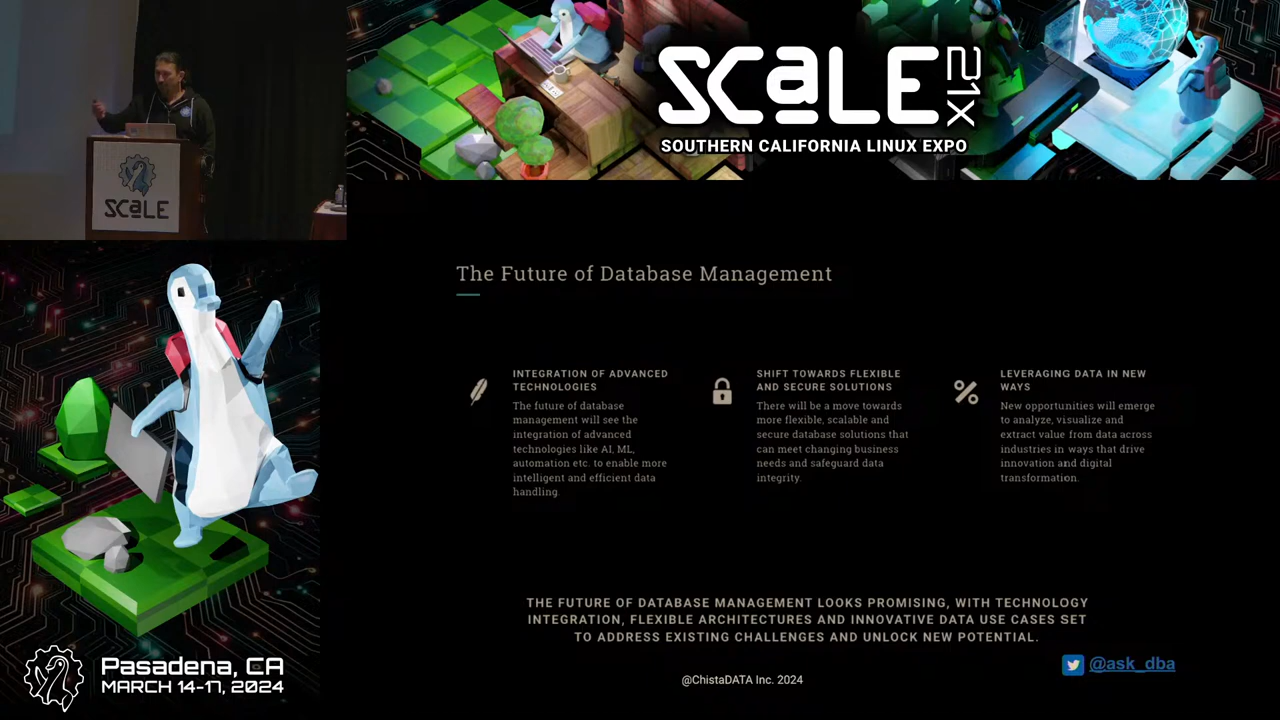 SCaLE 21X
SOUTHERN CALIFORNIA LINUX EXPO
SCaLE
The Future of Database Management
INTEGRATION OF ADVANCED
TECHNOLOGIES
The future of database
management will see the
integration of advanced
technologies like AI, ML,
automation etc. to enable more
intelligent and efficient data
handling.
SHIFT TOWARDS FLEXIBLE
AND SECURE SOLUTIONS
There will be a move towards
more flexible, scalable and
secure database solutions that
can meet changing business
needs and safeguard data
integrity.
LEVERAGING DATA IN NEW
WAYS
New opportunities will emerge
to analyze, visualize and
extract value from data across
industries in ways that drive
innovation and digital
transformation.
THE FUTURE OF DATABASE MANAGEMENT LOOKS PROMISING, WITH TECHNOLOGY
INTEGRATION, FLEXIBLE ARCHITECTURES AND INNOVATIVE DATA USE CASES SET
TO ADDRESS EXISTING CHALLENGES AND UNLOCK NEW POTENTIAL.
@ask_dba
@ChistaDATA Inc. 2024
Pasadena, CA
MARCH 14-17, 2024